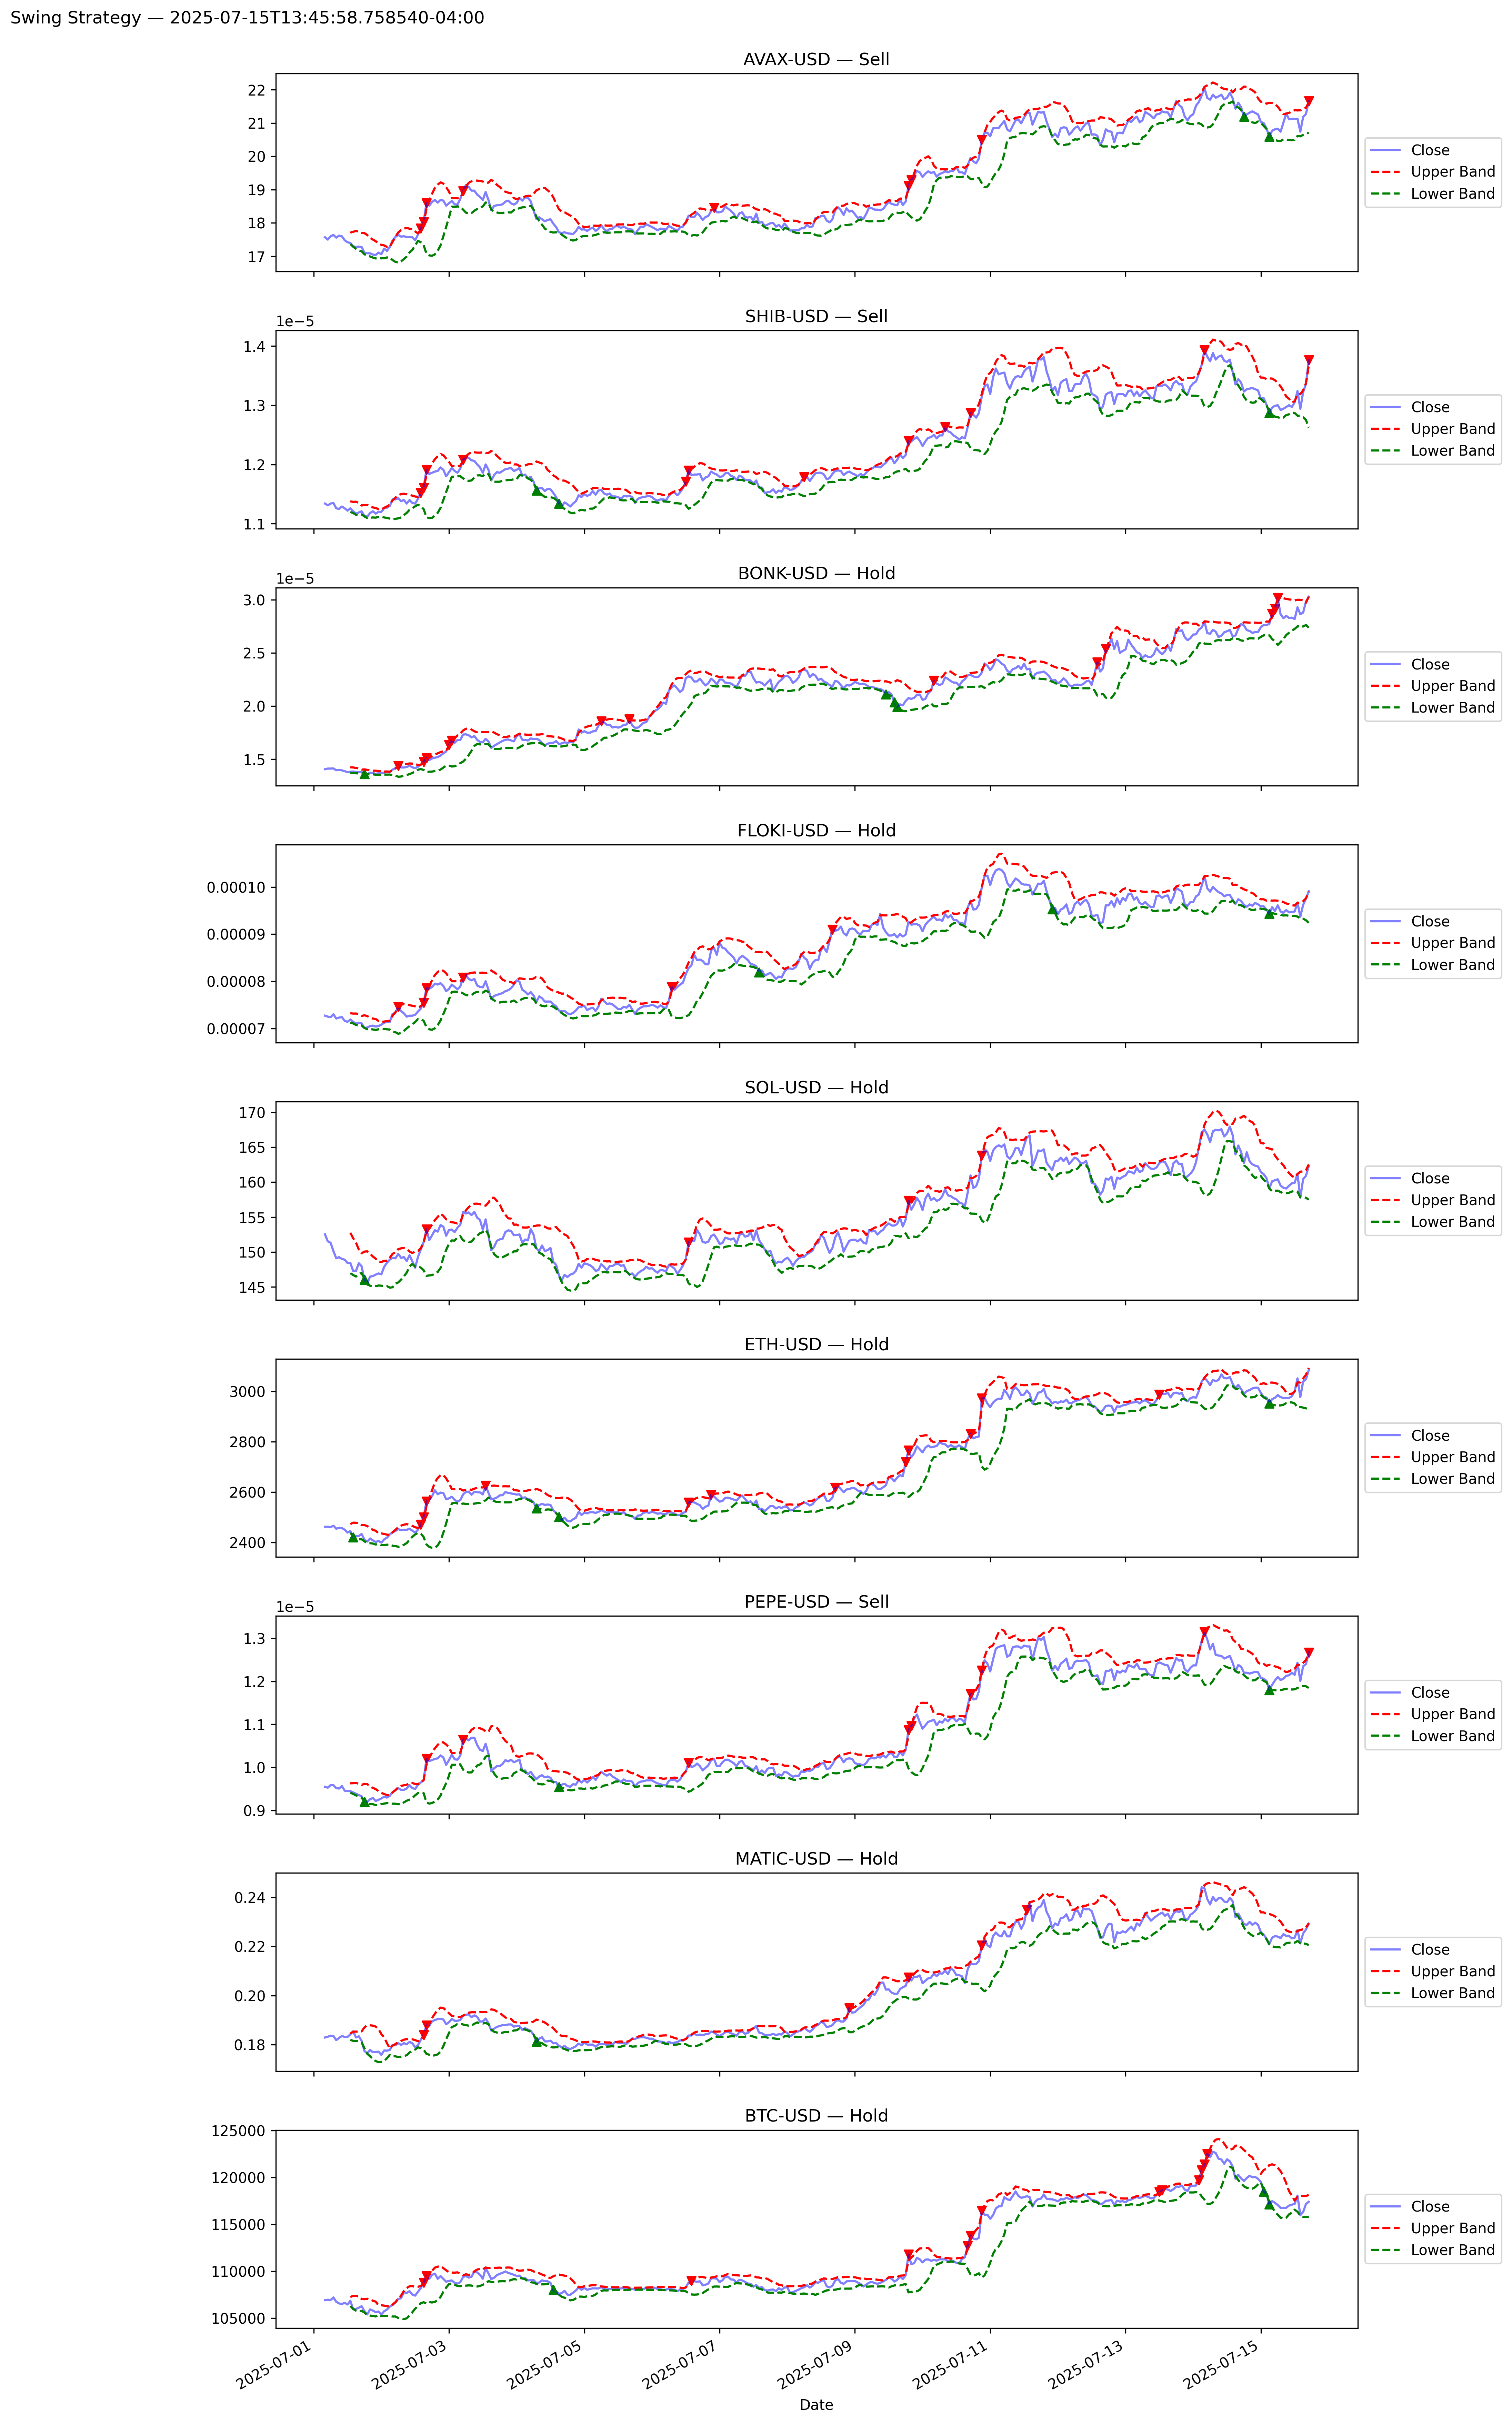 Swing Strategy — 2025-07-15T13:45:58.758540-04:00
AVAX-USD — Sell
22
21
20
19
18
17
Close
Upper Band
Lower Band
SHIB-USD — Sell
1e−5
1.4
1.3
1.2
1.1
Close
Upper Band
Lower Band
BONK-USD — Hold
1e−5
3.0
2.5
2.0
1.5
Close
Upper Band
Lower Band
FLOKI-USD — Hold
0.00010
0.00009
0.00008
0.00007
Close
Upper Band
Lower Band
SOL-USD — Hold
170
165
160
155
150
145
Close
Upper Band
Lower Band
ETH-USD — Hold
3000
2800
2600
2400
Close
Upper Band
Lower Band
PEPE-USD — Sell
1e−5
1.3
1.2
1.1
1.0
0.9
Close
Upper Band
Lower Band
MATIC-USD — Hold
0.24
0.22
0.20
0.18
Close
Upper Band
Lower Band
BTC-USD — Hold
125000
120000
115000
110000
105000
Close
Upper Band
Lower Band
2025-07-01
2025-07-03
2025-07-05
2025-07-07
2025-07-09
2025-07-11
2025-07-13
2025-07-15
Date